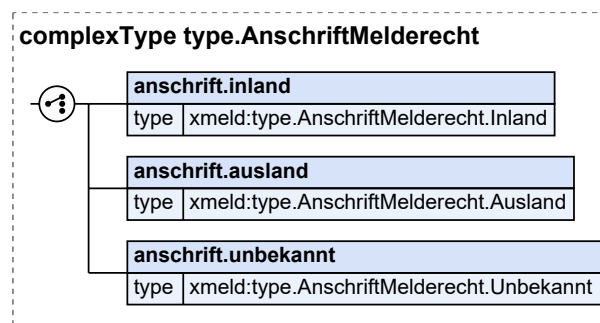 complexType type.AnschriftMelderecht
anschrift.inland
type xmeld:type.AnschriftMelderecht.Inland
anschrift.ausland
type xmeld:type.AnschriftMelderecht.Ausland
anschrift.unbekannt
type xmeld:type.AnschriftMelderecht.Unbekannt